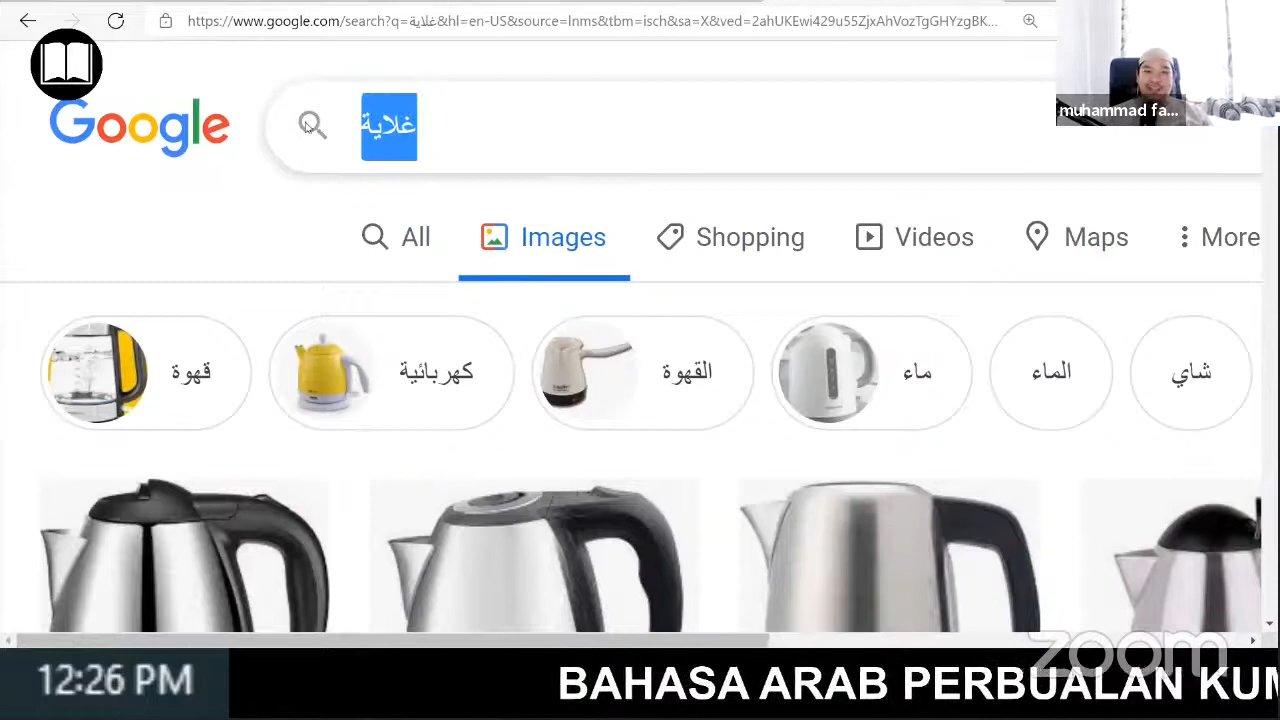 https://www.google.com/search?q=غلاية&hl=en-US&source=lnms&tbm=isch&sa=X&ved=2ahUKEwi429u55ZjxAhVozTgGHYzgBK...
muhammad fa...
Google
غلاية
All Images Shopping Videos Maps More
قهوة كهربائية القهوة ماء الماء شاي
zoom
12:26 PM
BAHASA ARAB PERBUALAN KUM